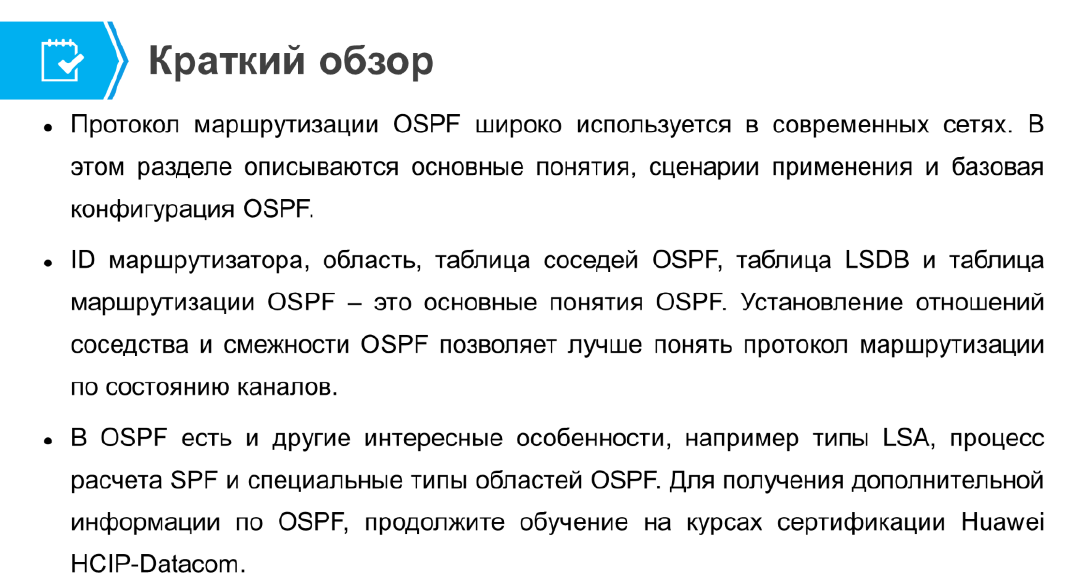 Краткий обзор
• Протокол маршрутизации OSPF широко используется в современных сетях. В
этом разделе описываются основные понятия, сценарии применения и базовая
конфигурация OSPF.
• ID маршрутизатора, область, таблица соседей OSPF, таблица LSDB и таблица
маршрутизации OSPF – это основные понятия OSPF. Установление отношений
соседства и смежности OSPF позволяет лучше понять протокол маршрутизации
по состоянию каналов.
• В OSPF есть и другие интересные особенности, например типы LSA, процесс
расчета SPF и специальные типы областей OSPF. Для получения дополнительной
информации по OSPF, продолжите обучение на курсах сертификации Huawei
HCIP-Datacom.